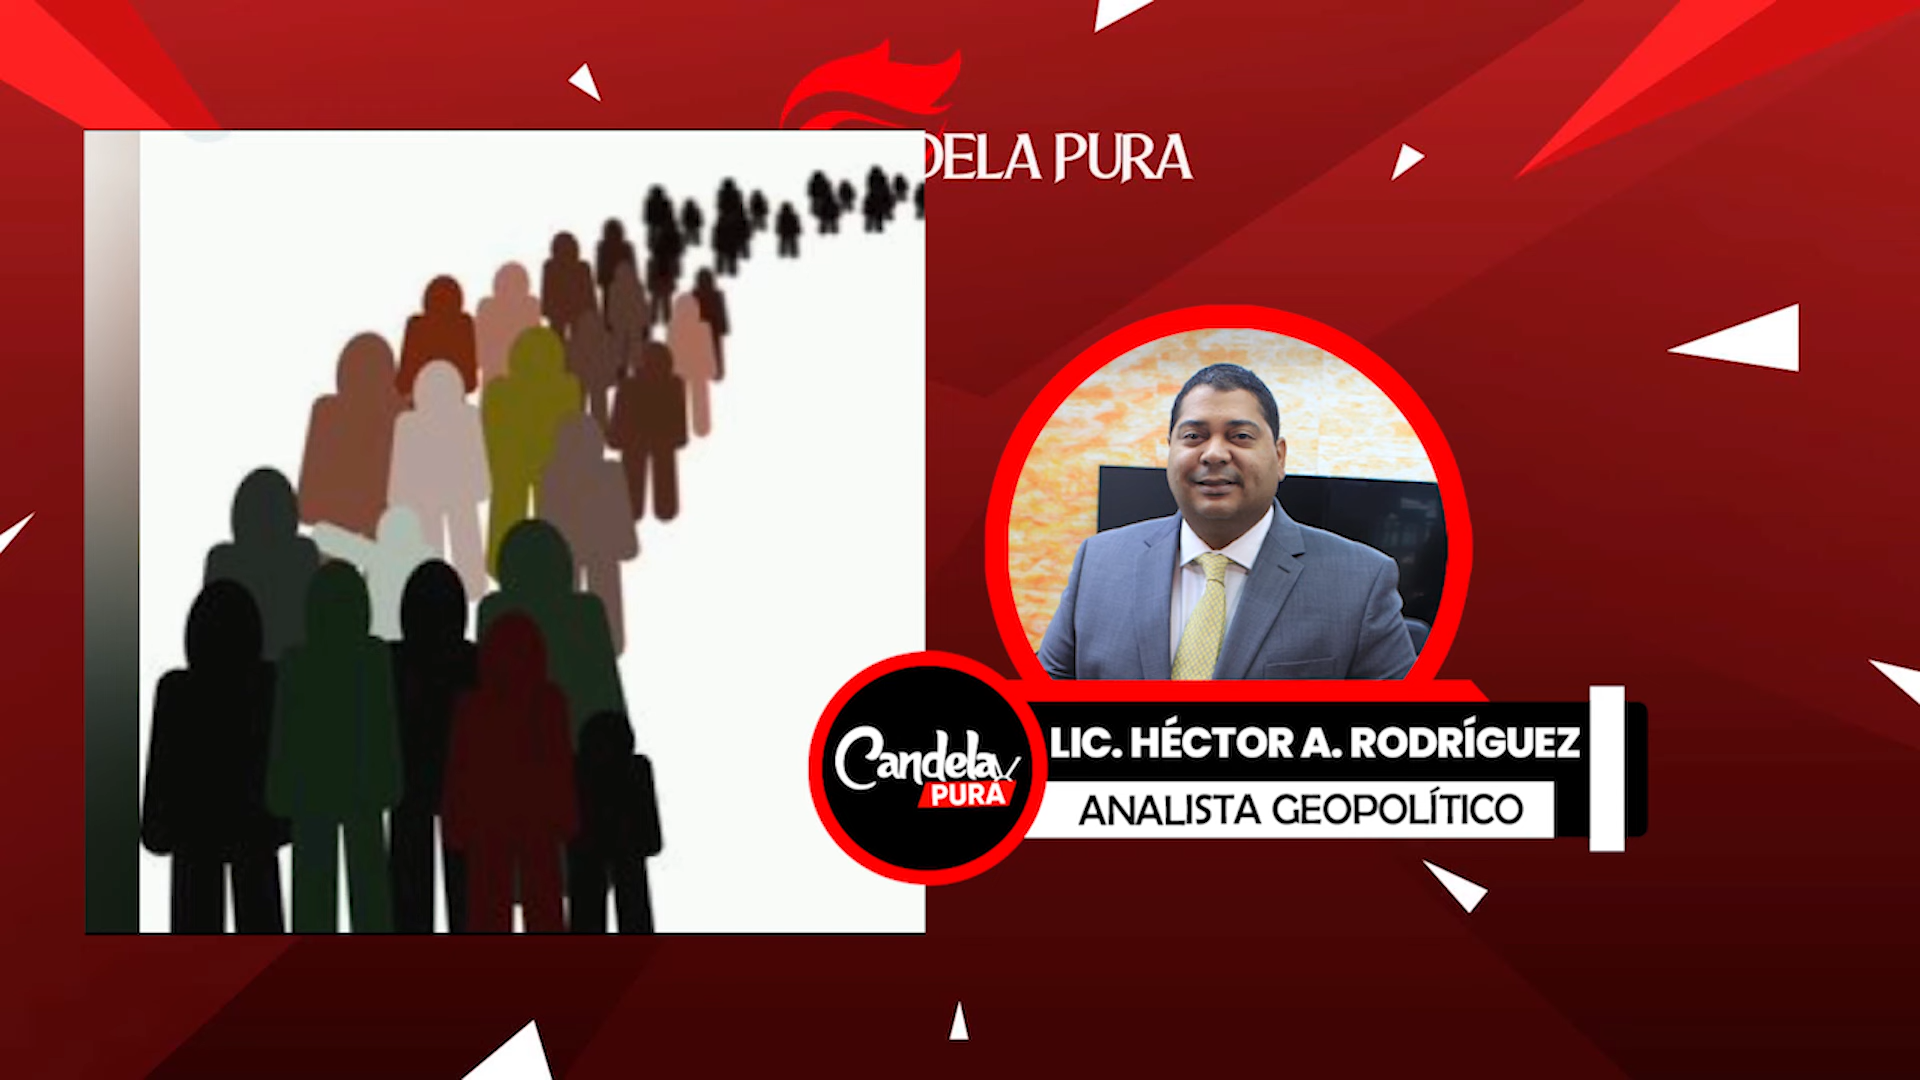 DELA PURA
Candela
PURA
LIC. HÉCTOR A. RODRÍGUEZ
ANALISTA GEOPOLÍTICO